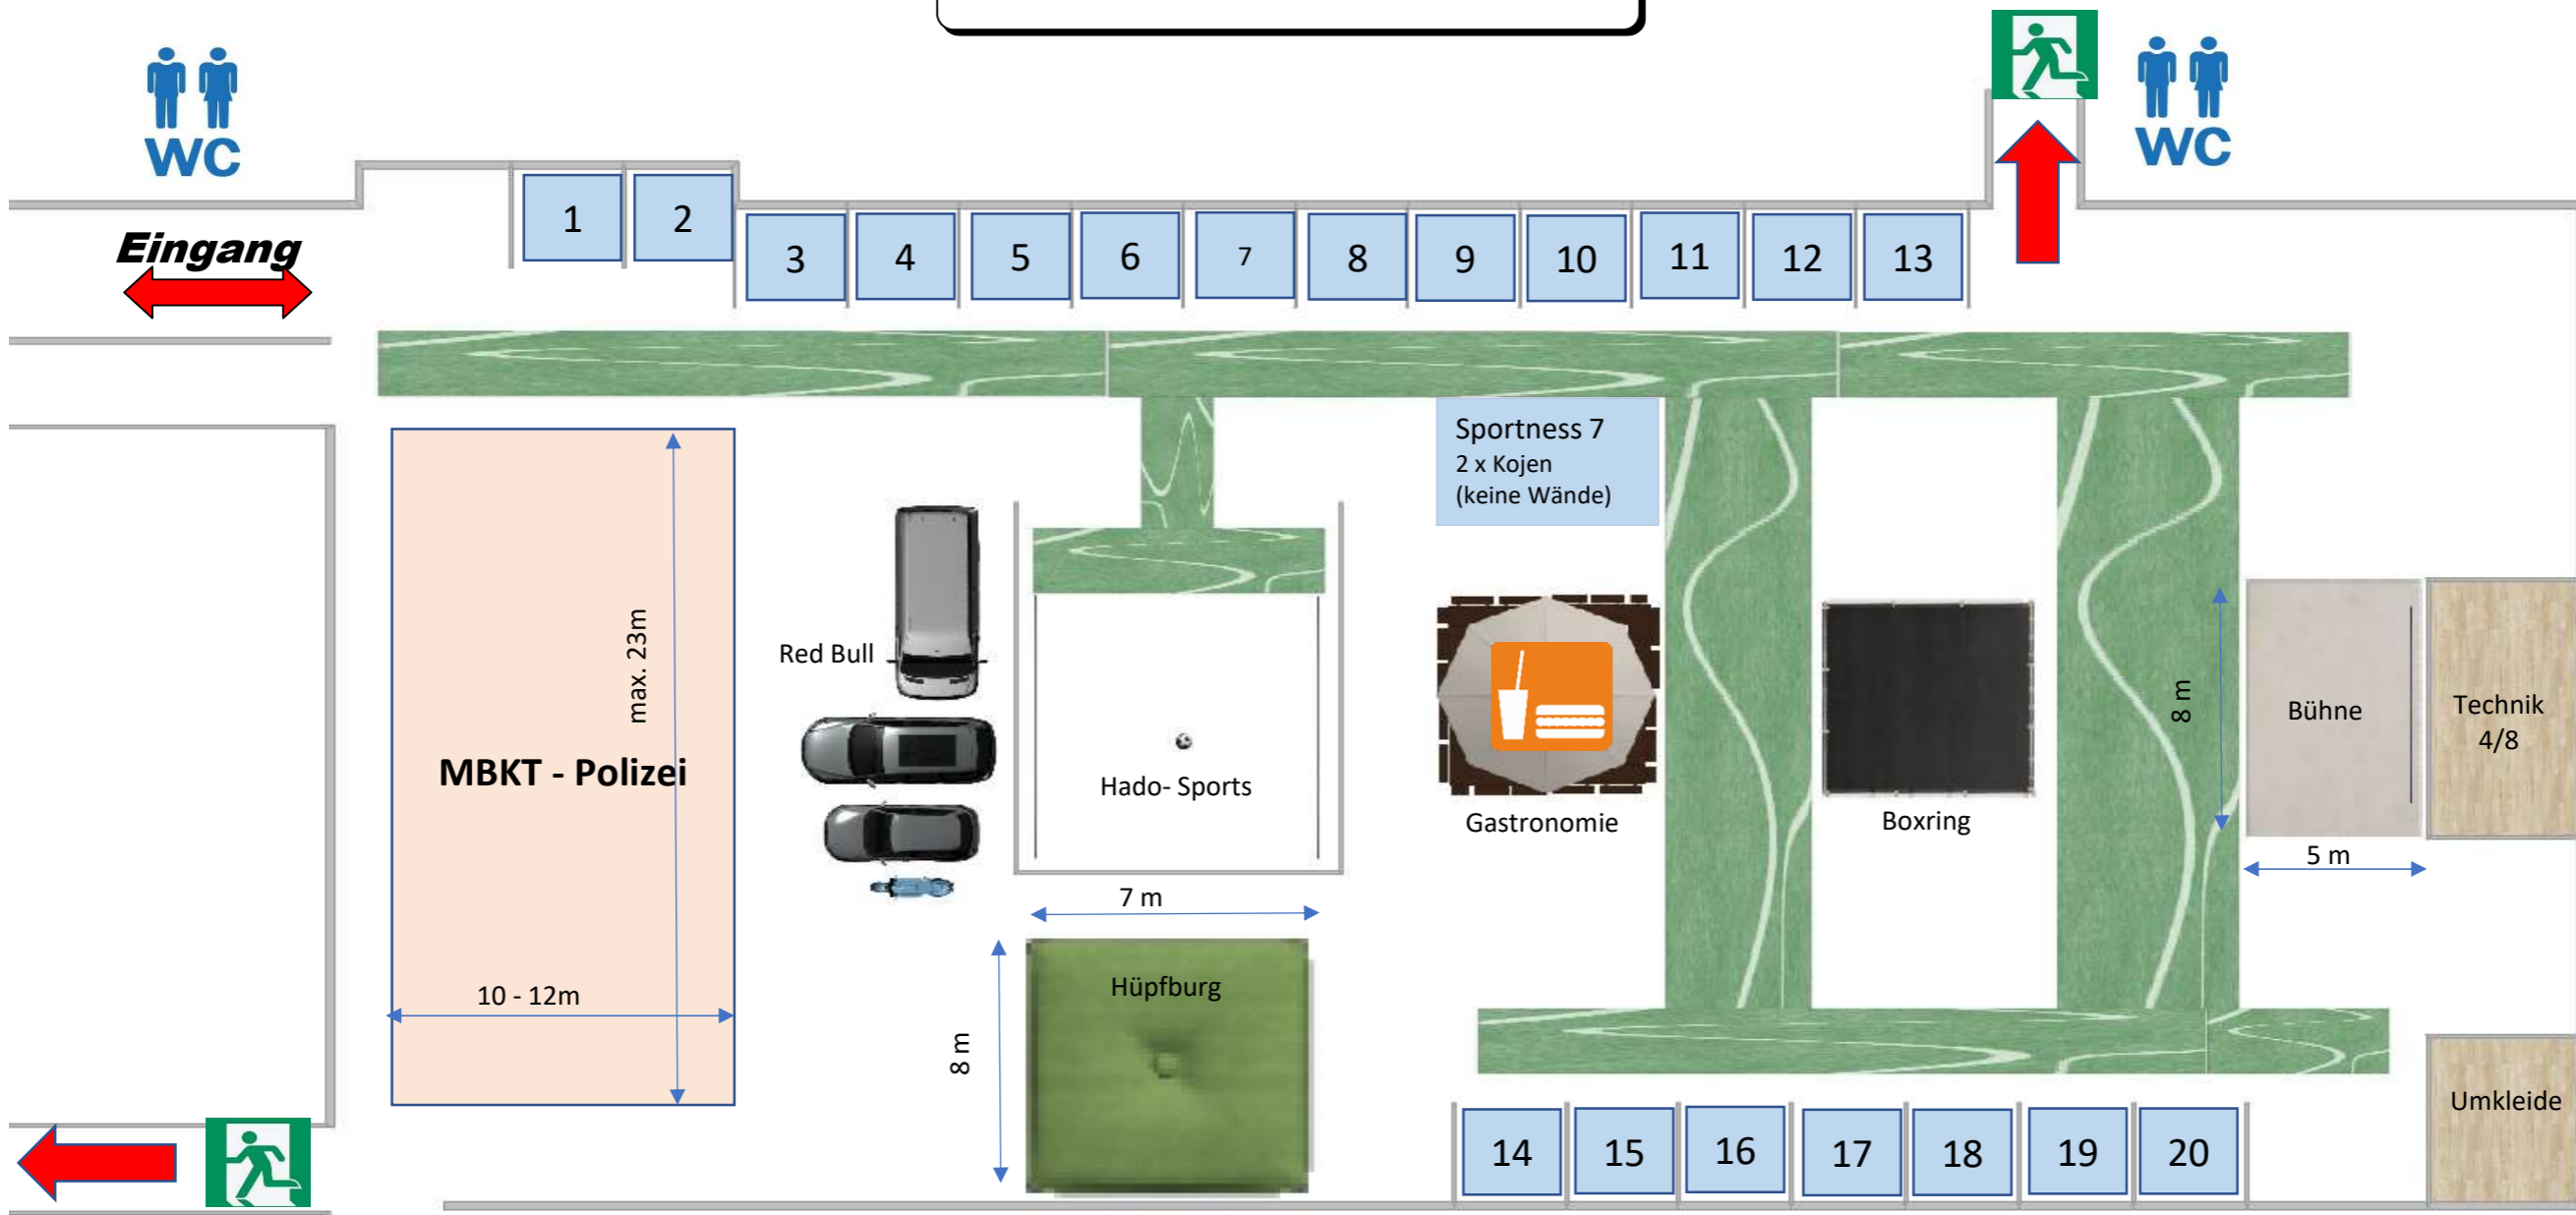 WC
WC
Eingang
1
2
3
4
5
6
7
8
9
10
11
12
13
Sportness 7
2 x Kojen
(keine Wände)
max. 23m
MBKT - Polizei
10 - 12m
Red Bull
Hado- Sports
7 m
Hüpfburg
8 m
Gastronomie
Boxring
8 m
Bühne
5 m
Technik
4/8
Umkleide
14
15
16
17
18
19
20